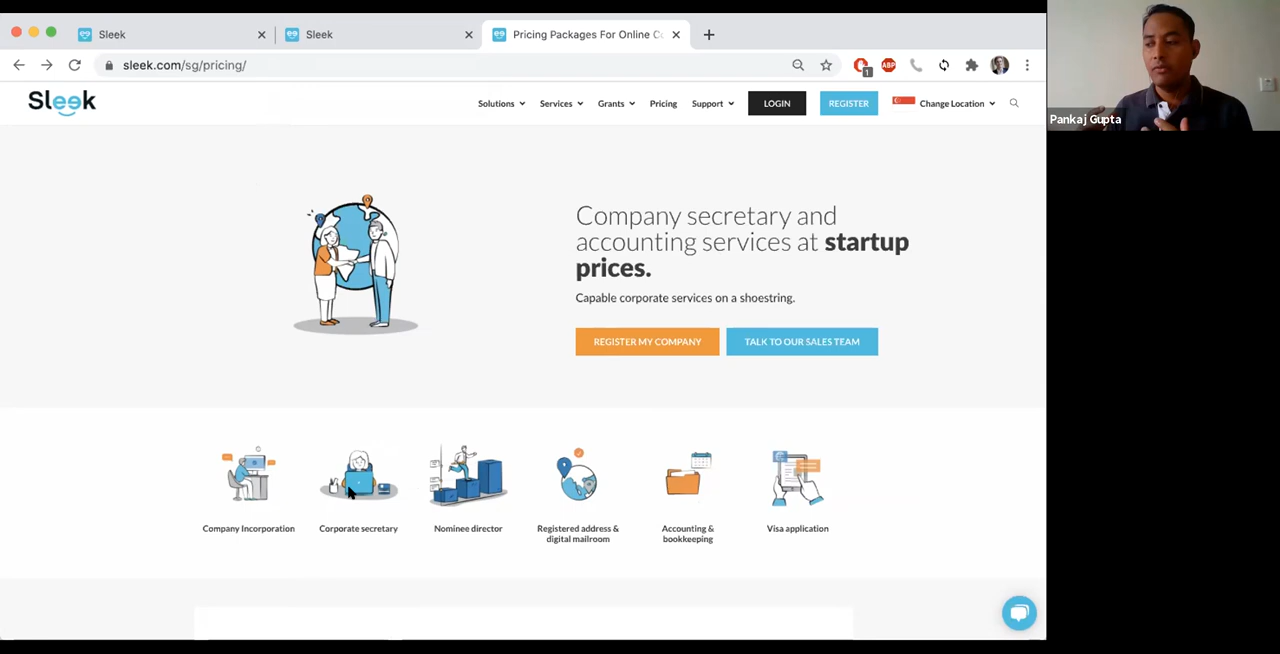 Sleek
Sleek
Pricing Packages For Online Co
sleek.com/sg/pricing/
ABP
1
Sleek
Solutions
Services
Grants
Pricing
Support
LOGIN
REGISTER
Change Location
Pankaj Gupta
Company secretary and
accounting services at startup
prices.
Capable corporate services on a shoestring.
REGISTER MY COMPANY
TALK TO OUR SALES TEAM
Company Incorporation
Corporate secretary
Nominee director
Registered address &
digital mailroom
Accounting &
bookkeeping
Visa application